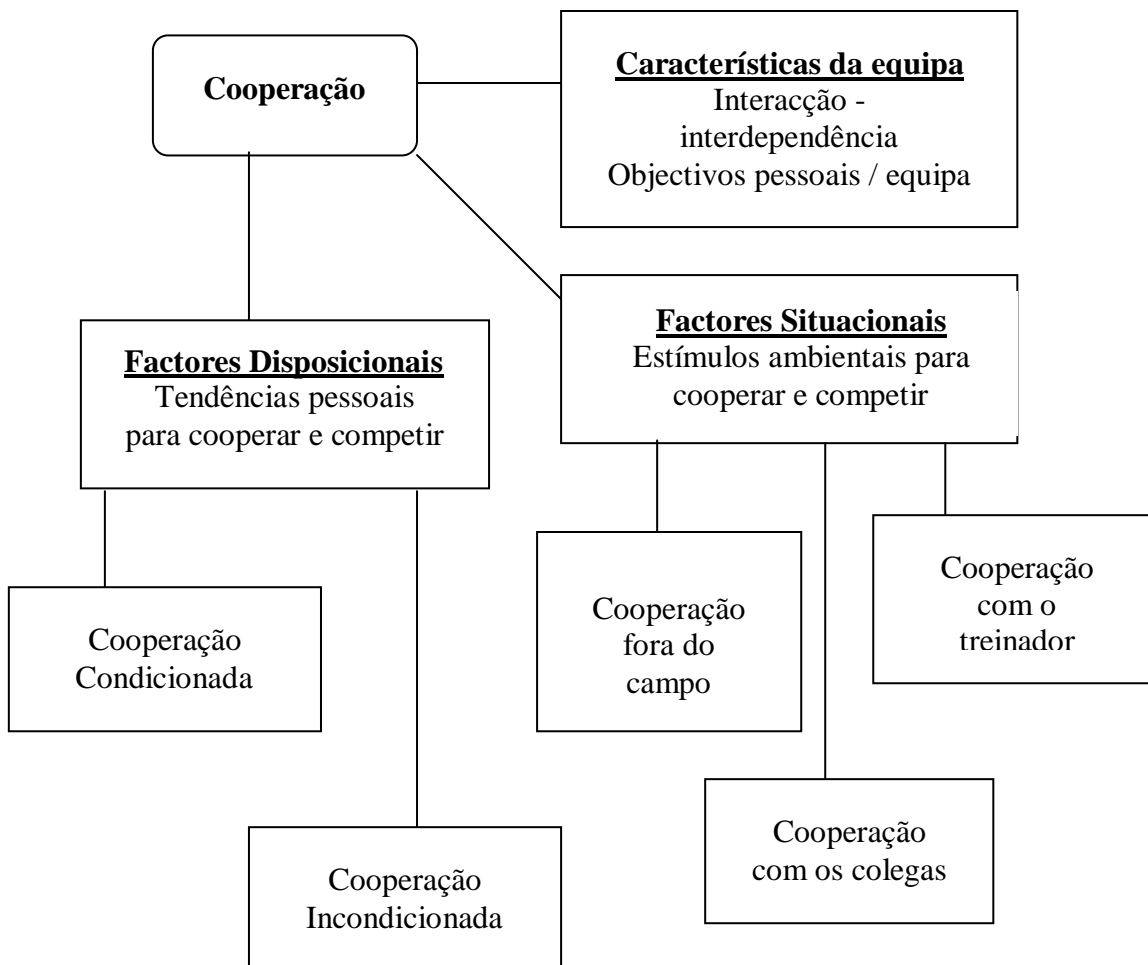 Cooperação
Características da equipa
Interacção -
interdependência
Objectivos pessoais / equipa
Factores Situacionais
Estímulos ambientais para
cooperar e competir
Factores Disposicionais
Tendências pessoais
para cooperar e competir
Cooperação
com o
treinador
Cooperação
fora do
campo
Cooperação
Condicionada
Cooperação
com os colegas
Cooperação
Incondicionada